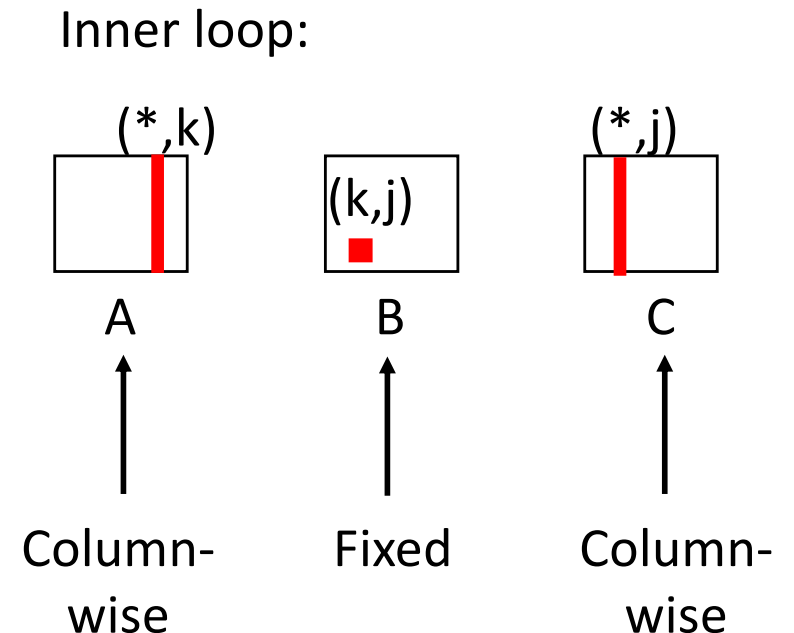 Inner loop:
(*,k)
(*,j)
(k,j)
A
B
C
Column-
wise
Fixed
Column-
wise